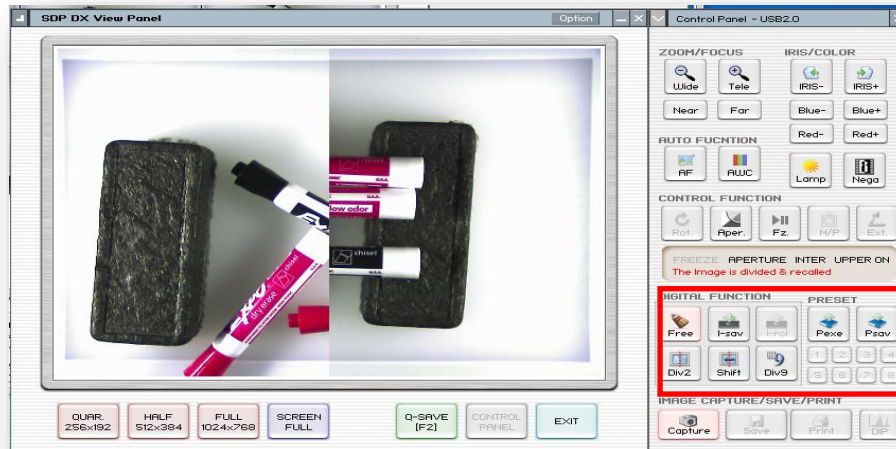 SDP DX View Panel
Option
Control Panel - USB2.0
ZOOM/FOCUS
IRIS/COLOR
Wide
Tele
IRIS-
IRIS+
Near
Far
Blue-
Blue+
Red-
Red+
AUTO FUCNTION
AF
AWC
Lamp
Nega
CONTROL FUNCTION
Rot.
Aper.
Fz.
N/P
Ext.
FREEZE APERTURE INTER UPPER ON
The Image is divided & recalled
DIGITAL FUNCTION
PRESET
Free
I-sav
I-rcl
Pexe
Psav
Div2
Shift
Div9
1 2 3 4
5 6 7 8
IMAGE CAPTURE/SAVE/PRINT
Capture
Save
Print
DIP
chisel
U.S.A.
low odor
chisel
U.S.A.
EXPO
dry erase
chisel
QUAR.
256x192
HALF
512x384
FULL
1024x768
SCREEN
FULL
Q-SAVE
[F2]
CONTROL
PANEL
EXIT